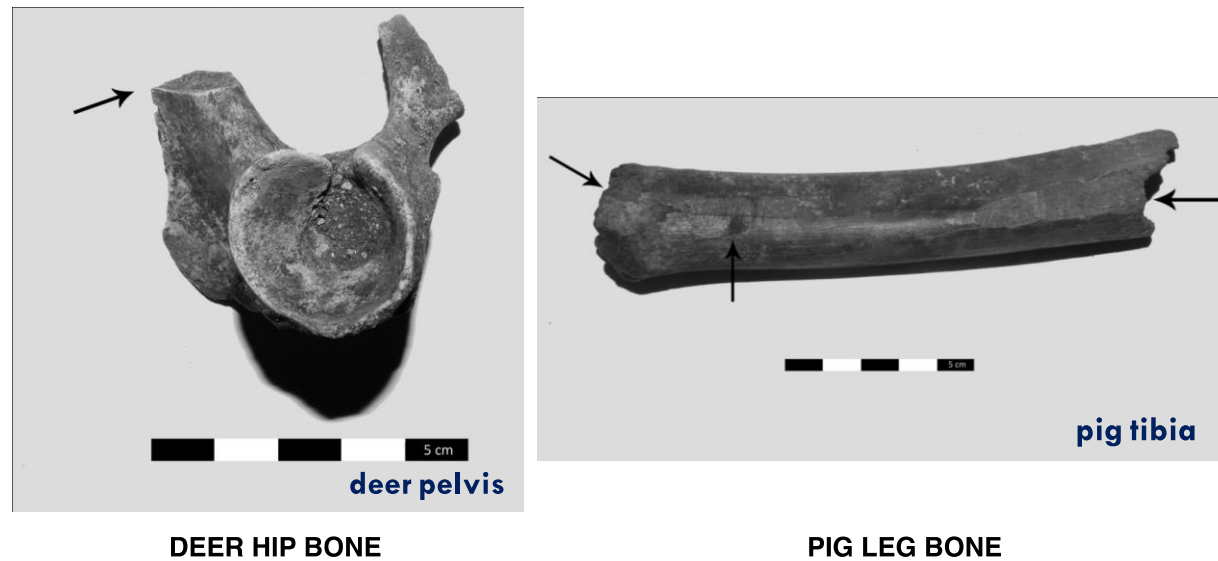 5 cm
deer pelvis
5 cm
pig tibia
DEER HIP BONE
PIG LEG BONE